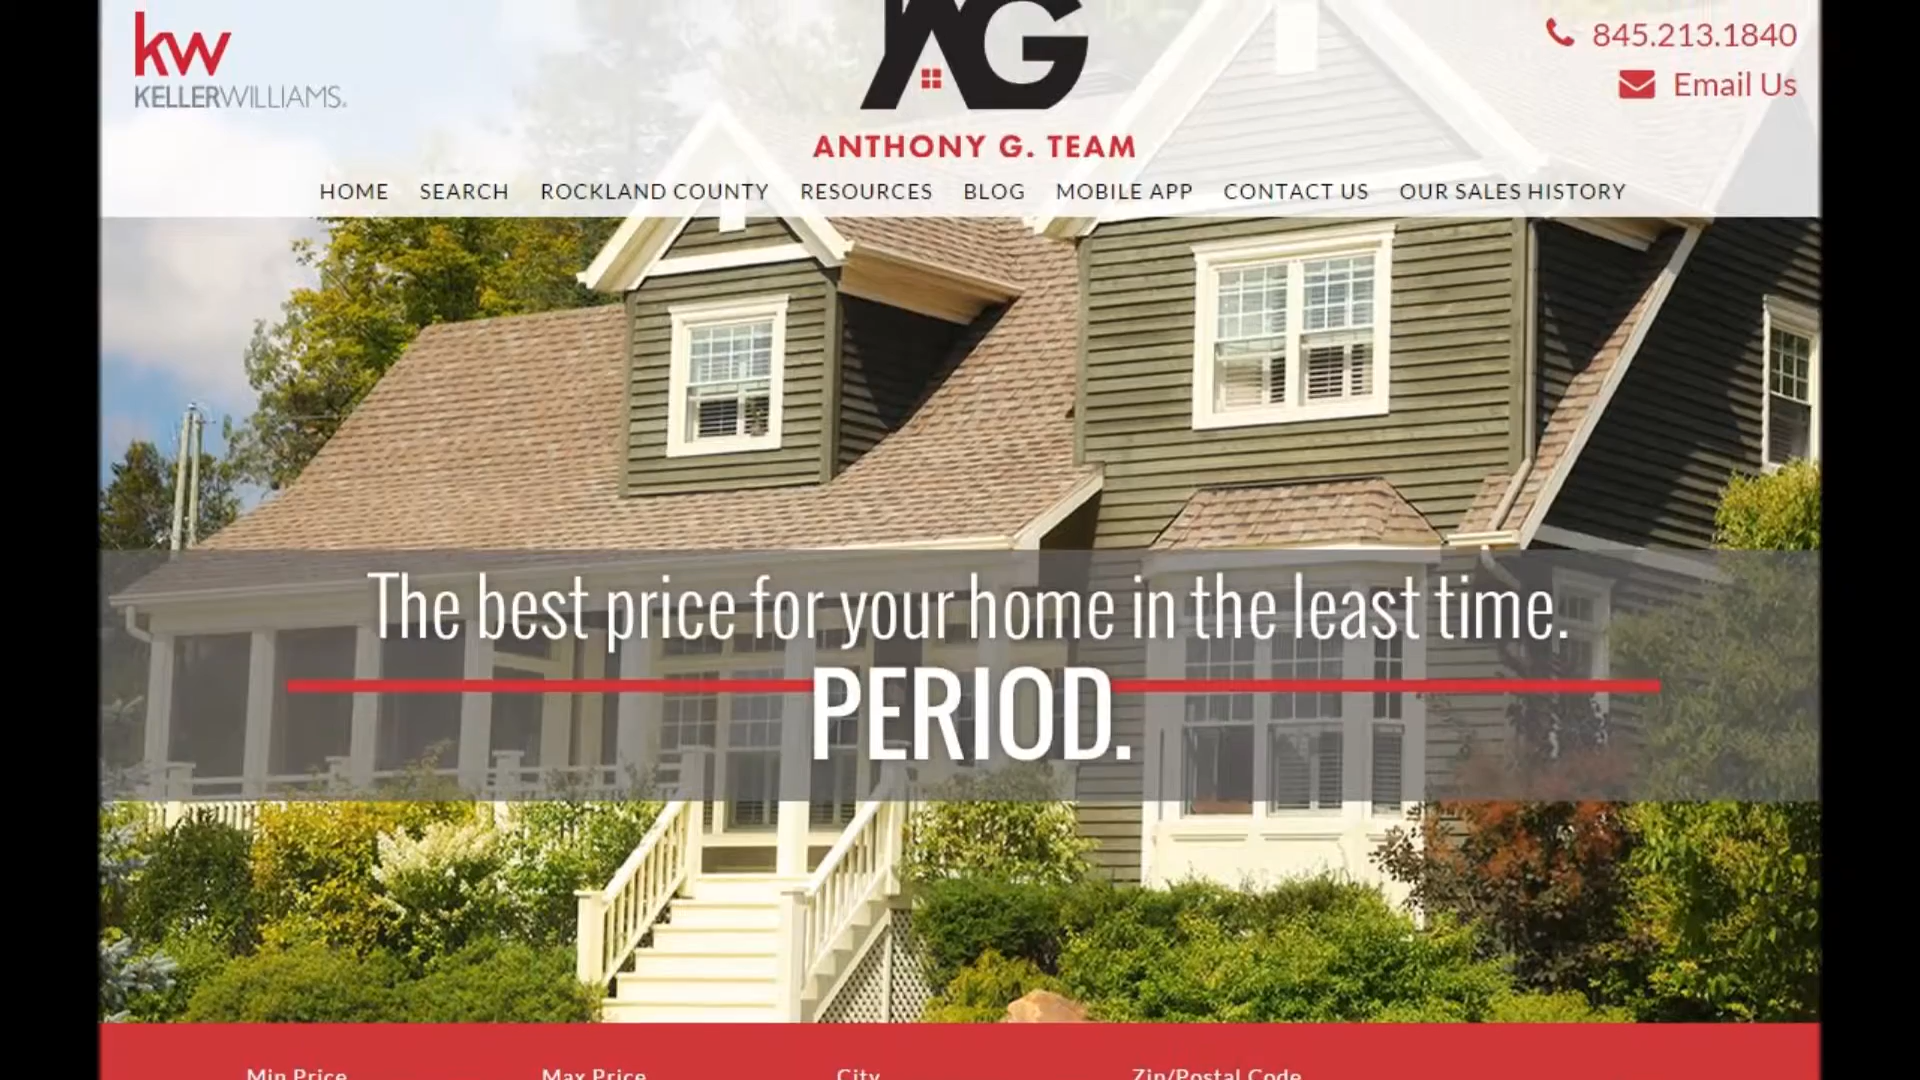 kw
KELLERWILLIAMS.
AG
ANTHONY G. TEAM
845.213.1840
Email Us
HOME SEARCH ROCKLAND COUNTY RESOURCES BLOG MOBILE APP CONTACT US OUR SALES HISTORY
The best price for your home in the least time.
PERIOD.
Min Price Max Price City Zip/Postal Code